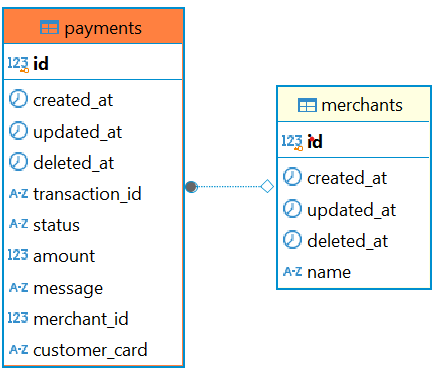 payments
123 id
created_at
updated_at
deleted_at
A-Z transaction_id
A-Z status
123 amount
A-Z message
123 merchant_id
A-Z customer_card
merchants
123 id
created_at
updated_at
deleted_at
A-Z name